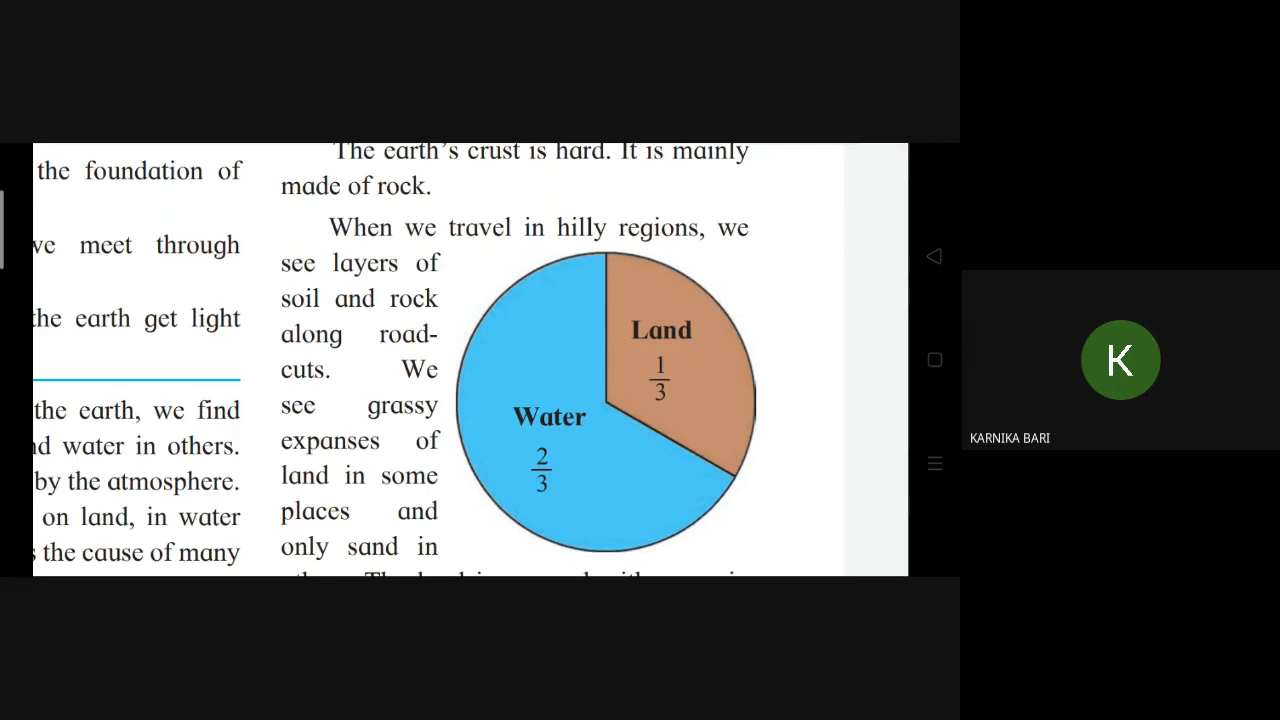 the foundation of
meet through
the earth get light
the earth, we find
water in others.
by the atmosphere.
on land, in water
the cause of many
The earth's crust is hard. It is mainly
made of rock.
When we travel in hilly regions, we
see layers of
soil and rock
along road-
cuts. We
see grassy
expanses of
land in some
places and
only sand in
Land
1
3
Water
2
3
K
KARNIKA BARI